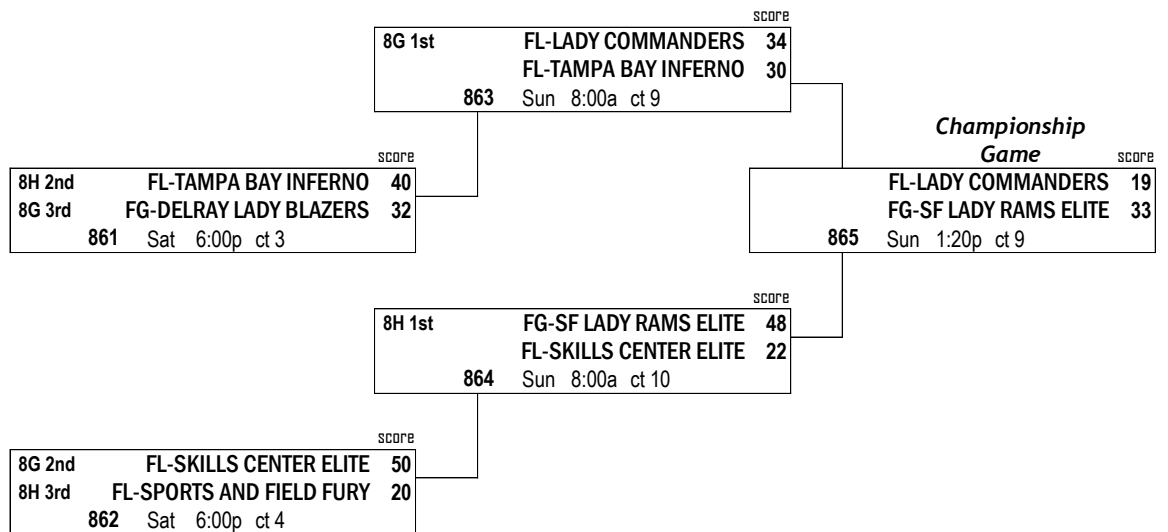 score
8G 1st FL-LADY COMMANDERS 34
FL-TAMPA BAY INFERNO 30
863 Sun 8:00a ct 9
score
8H 2nd FL-TAMPA BAY INFERNO 40
8G 3rd FG-DELRAY LADY BLAZERS 32
861 Sat 6:00p ct 3
Championship
Game score
FL-LADY COMMANDERS 19
FG-SF LADY RAMS ELITE 33
865 Sun 1:20p ct 9
score
8H 1st FG-SF LADY RAMS ELITE 48
FL-SKILLS CENTER ELITE 22
864 Sun 8:00a ct 10
score
8G 2nd FL-SKILLS CENTER ELITE 50
8H 3rd FL-SPORTS AND FIELD FURY 20
862 Sat 6:00p ct 4